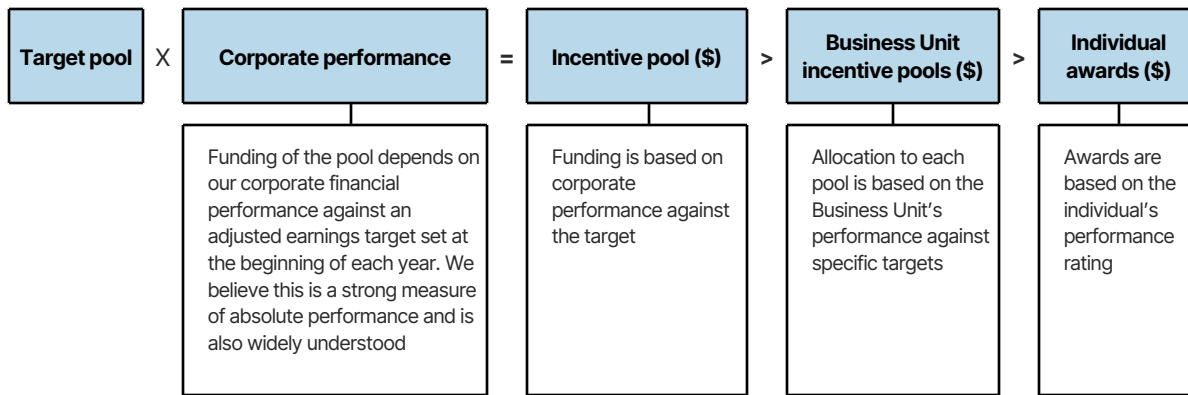 Target pool X Corporate performance = Incentive pool ($) > Business Unit incentive pools ($) > Individual awards ($)
Funding of the pool depends on
our corporate financial
performance against an
adjusted earnings target set at
the beginning of each year. We
believe this is a strong measure
of absolute performance and is
also widely understood
Funding is based on
corporate
performance against
the target
Allocation to each
pool is based on the
Business Unit’s
performance against
specific targets
Awards are
based on the
individual’s
performance
rating